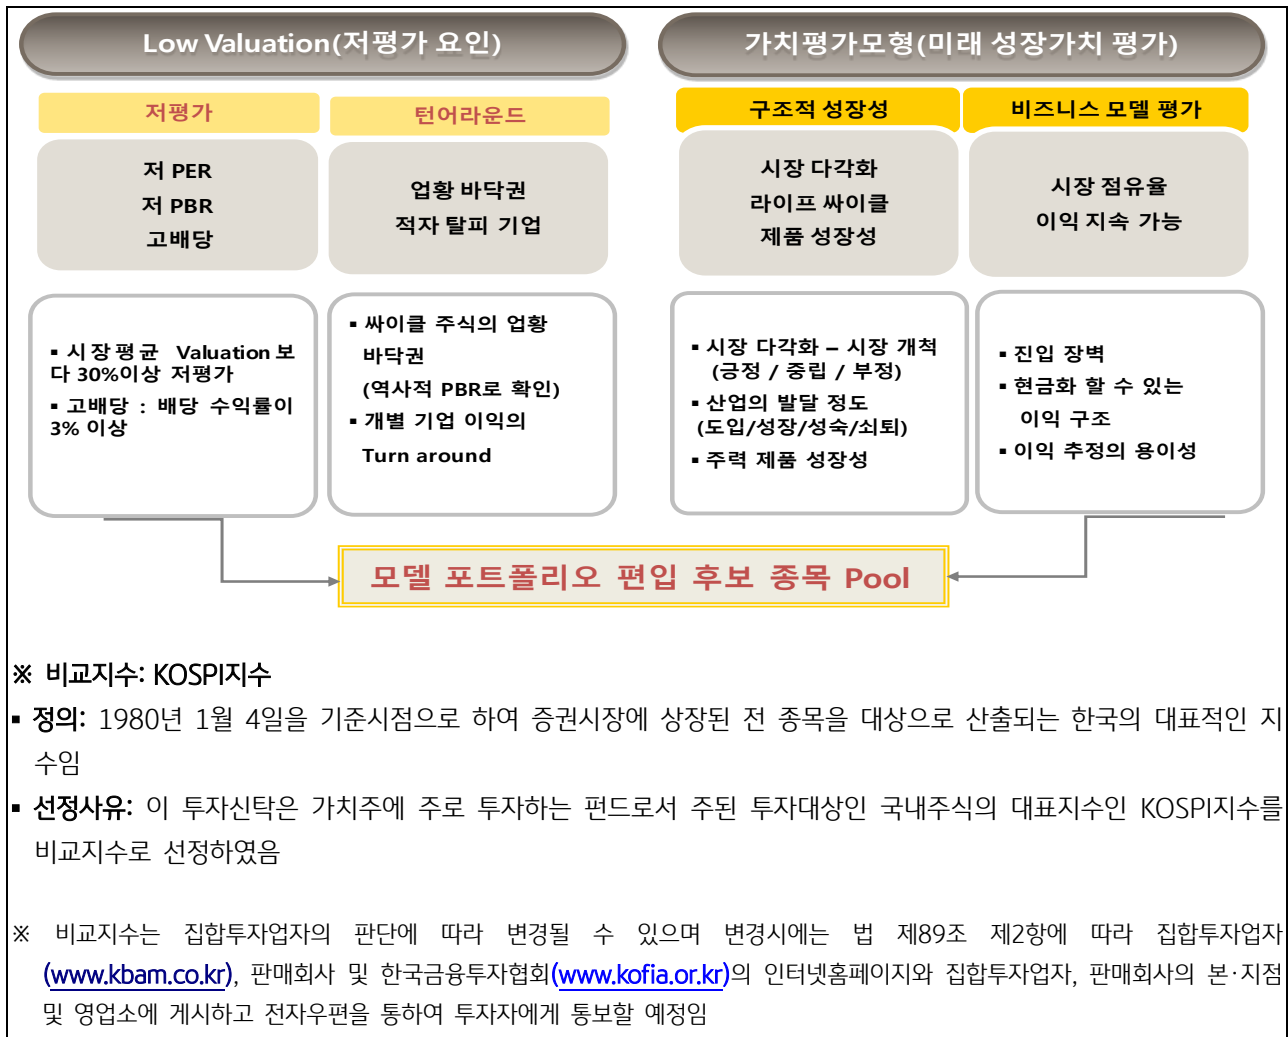 Low Valuation(저평가 요인)
가치평가모형(미래 성장가치 평가)
저평가
턴어라운드
구조적 성장성
비즈니스 모델 평가
저 PER
저 PBR
고배당
업황 바닥권
적자 탈피 기업
시장 다각화
라이프 싸이클
제품 성장성
시장 점유율
이익 지속 가능
▪ 시장평균 Valuation 보
다 30%이상 저평가
▪ 고배당 : 배당 수익률이
3% 이상
▪ 싸이클 주식의 업황
바닥권
(역사적 PBR로 확인)
▪ 개별 기업 이익의
Turn around
▪ 시장 다각화 – 시장 개척
(긍정 / 중립 / 부정)
▪ 산업의 발달 정도
(도입/성장/성숙/쇠퇴)
▪ 주력 제품 성장성
▪ 진입 장벽
▪ 현금화 할 수 있는
이익 구조
▪ 이익 추정의 용이성
모델 포트폴리오 편입 후보 종목 Pool
※ 비교지수: KOSPI지수
▪ 정의: 1980년 1월 4일을 기준시점으로 하여 증권시장에 상장된 전 종목을 대상으로 산출되는 한국의 대표적인 지
수임
▪ 선정사유: 이 투자신탁은 가치주에 주로 투자하는 펀드로서 주된 투자대상인 국내주식의 대표지수인 KOSPI지수를
비교지수로 선정하였음
※ 비교지수는 집합투자업자의 판단에 따라 변경될 수 있으며 변경시에는 법 제89조 제2항에 따라 집합투자업자
(www.kbam.co.kr), 판매회사 및 한국금융투자협회(www.kofia.or.kr)의 인터넷홈페이지와 집합투자업자, 판매회사의 본·지점
및 영업소에 게시하고 전자우편을 통하여 투자자에게 통보할 예정임